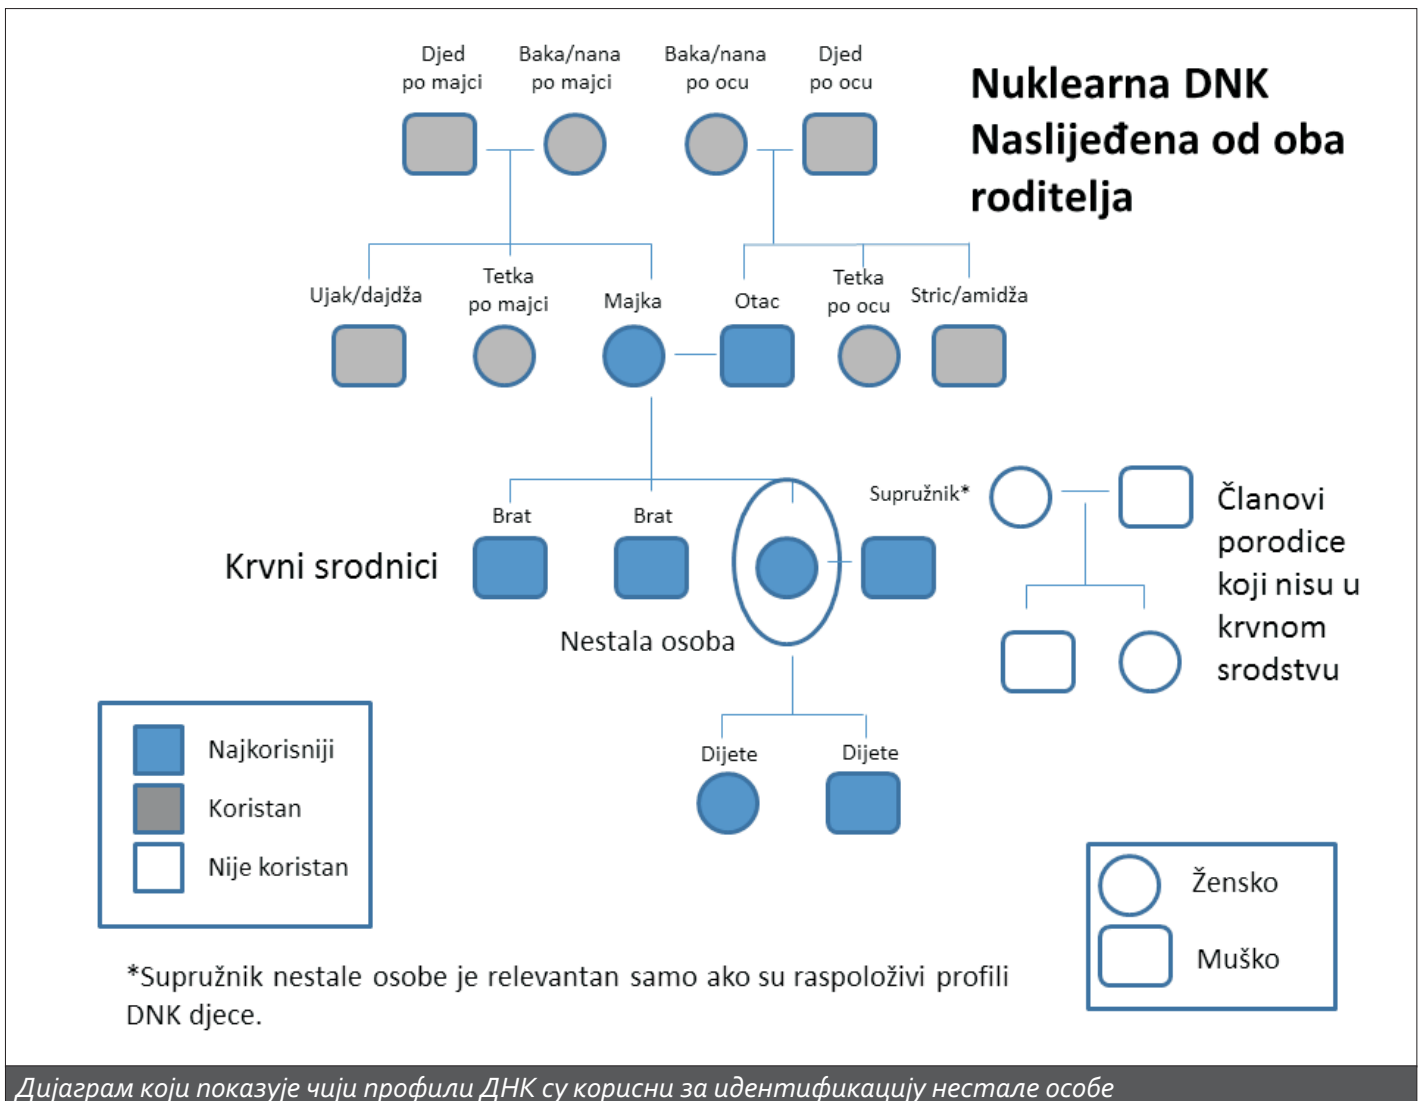 Djed
po majci
Baka/nana
po majci
Baka/nana
po ocu
Djed
po ocu
Nuklearna DNK
Naslijeđena od oba
roditelja
Ujak/dajdža
Tetka
po majci
Majka
Otac
Tetka
po ocu
Stric/amidža
Brat
Brat
Supružnik*
Krvni srodnici
Nestala osoba
Članovi
porodice
koji nisu u
krvnom
srodstvu
Dijete
Dijete
Najkorisniji
Koristan
Nije koristan
Žensko
Muško
*Supružnik nestale osobe je relevantan samo ako su raspoloživi profili
DNK djece.
Дијаграм који показује чији профили ДНК су корисни за идентификацију нестале особе